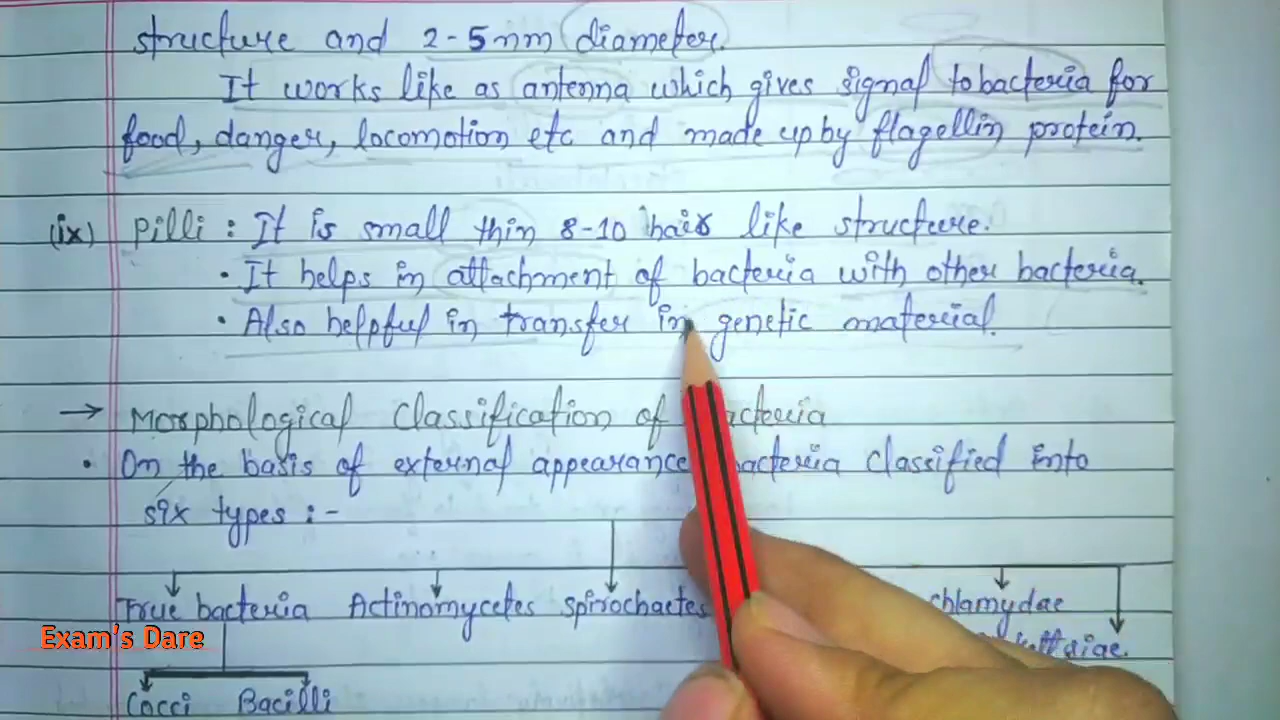 structure and 2-5nm diameter.
It works like as antenna which gives signal to bacteria for
food, danger, locomotion etc and made up by flagellin protein.
(ix) Pilli : It is small thin 8-10 hair like structure.
• It helps in attachment of bacteria with other bacteria.
• Also helpful in transfer in genetic material.
→ Morphological Classification of
• On the basis of external appearance bacteria classified into
six types :-
True bacteria Actinomycetes spirochaetes chlamydae
Exam's Dare
Cocci Bacilli